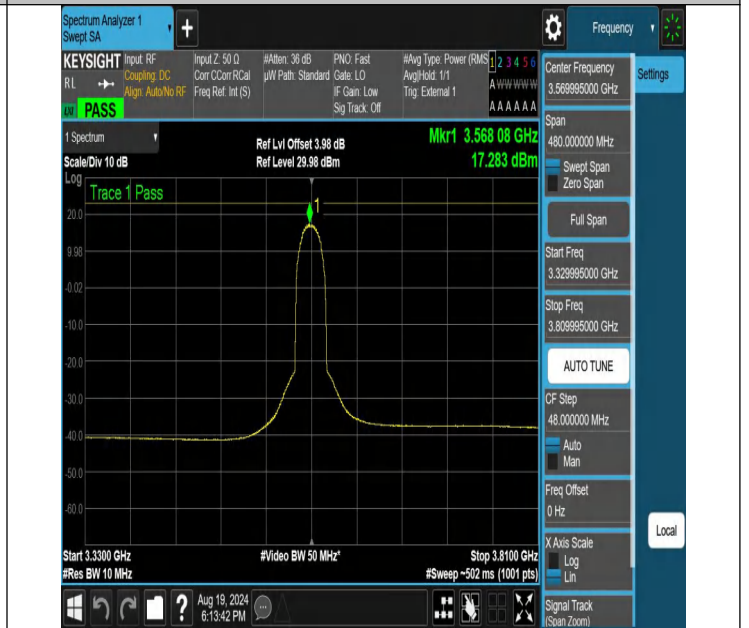 Spectrum Analyzer 1
Swept SA
+
Frequency
KEYSIGHT
RL
PASS
Input: RF
Coupling: DC
Align: Auto/No RF
Input Z: 50 Ω
Corr CCorr RCal
Freq Ref: Int (S)
#Atten: 36 dB
µW Path: Standard
PNO: Fast
Gate: LO
IF Gain: Low
Sig Track: Off
#Avg Type: Power (RMS
Avg|Hold: 1/1
Trig: External 1
1 2 3 4 5 6
A W W W W W
A A A A A A
1 Spectrum
Scale/Div 10 dB
Ref Lvl Offset 3.98 dB
Ref Level 29.98 dBm
Mkr1 3.568 08 GHz
17.283 dBm
Log
Trace 1 Pass
1
20.0
9.98
-0.02
-10.0
-20.0
-30.0
-40.0
-50.0
-60.0
Start 3.3300 GHz
#Res BW 10 MHz
#Video BW 50 MHz*
Stop 3.8100 GHz
#Sweep ~502 ms (1001 pts)
Center Frequency
3.569995000 GHz
Settings
Span
480.000000 MHz
Swept Span
Zero Span
Full Span
Start Freq
3.329995000 GHz
Stop Freq
3.809995000 GHz
AUTO TUNE
CF Step
48.000000 MHz
Auto
Man
Freq Offset
0 Hz
X Axis Scale
Log
Lin
Local
Signal Track
(Span Zoom)
?
Aug 19, 2024
6:13:42 PM